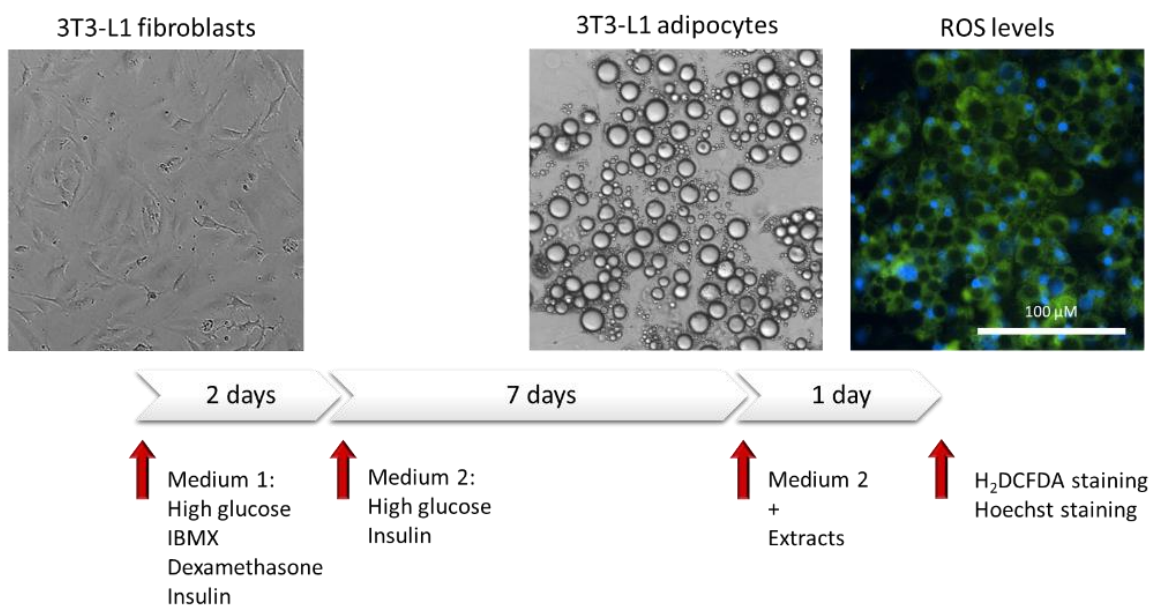 3T3-L1 fibroblasts
3T3-L1 adipocytes
ROS levels
100 µM
2 days
7 days
1 day
Medium 1:
High glucose
IBMX
Dexamethasone
Insulin
Medium 2:
High glucose
Insulin
Medium 2
+
Extracts
H₂DCFDA staining
Hoechst staining